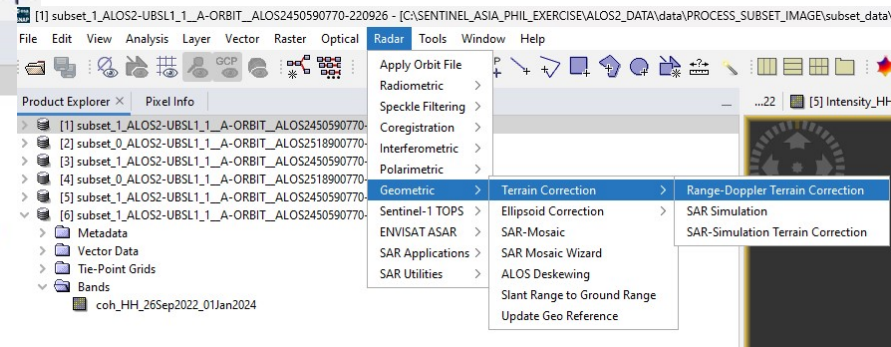 [1] subset_1_ALOS2-UBSL1_1__A-ORBIT__ALOS2450590770-220926 - [C:\SENTINEL_ASIA_PHIL_EXERCISE\ALOS2_DATA\data\PROCESS_SUBSET_IMAGE\subset_data\
File Edit View Analysis Layer Vector Raster Optical Radar Tools Window Help
GCP
Product Explorer × Pixel Info
...22 [5] Intensity_HH
[1] subset_1_ALOS2-UBSL1_1__A-ORBIT__ALOS2450590770-
[2] subset_0_ALOS2-UBSL1_1__A-ORBIT__ALOS2518900770-
[3] subset_1_ALOS2-UBSL1_1__A-ORBIT__ALOS2450590770-
[4] subset_0_ALOS2-UBSL1_1__A-ORBIT__ALOS2518900770-
[5] subset_1_ALOS2-UBSL1_1__A-ORBIT__ALOS2450590770-
[6] subset_1_ALOS2-UBSL1_1__A-ORBIT__ALOS2450590770-
Metadata
Vector Data
Tie-Point Grids
Bands
coh_HH_26Sep2022_01Jan2024
Apply Orbit File
Radiometric >
Speckle Filtering >
Coregistration >
Interferometric >
Polarimetric >
Geometric >
Sentinel-1 TOPS >
ENVISAT ASAR >
SAR Applications >
SAR Utilities >
Terrain Correction >
Ellipsoid Correction >
SAR-Mosaic
SAR Mosaic Wizard
ALOS Deskewing
Slant Range to Ground Range
Update Geo Reference
Range-Doppler Terrain Correction
SAR Simulation
SAR-Simulation Terrain Correction